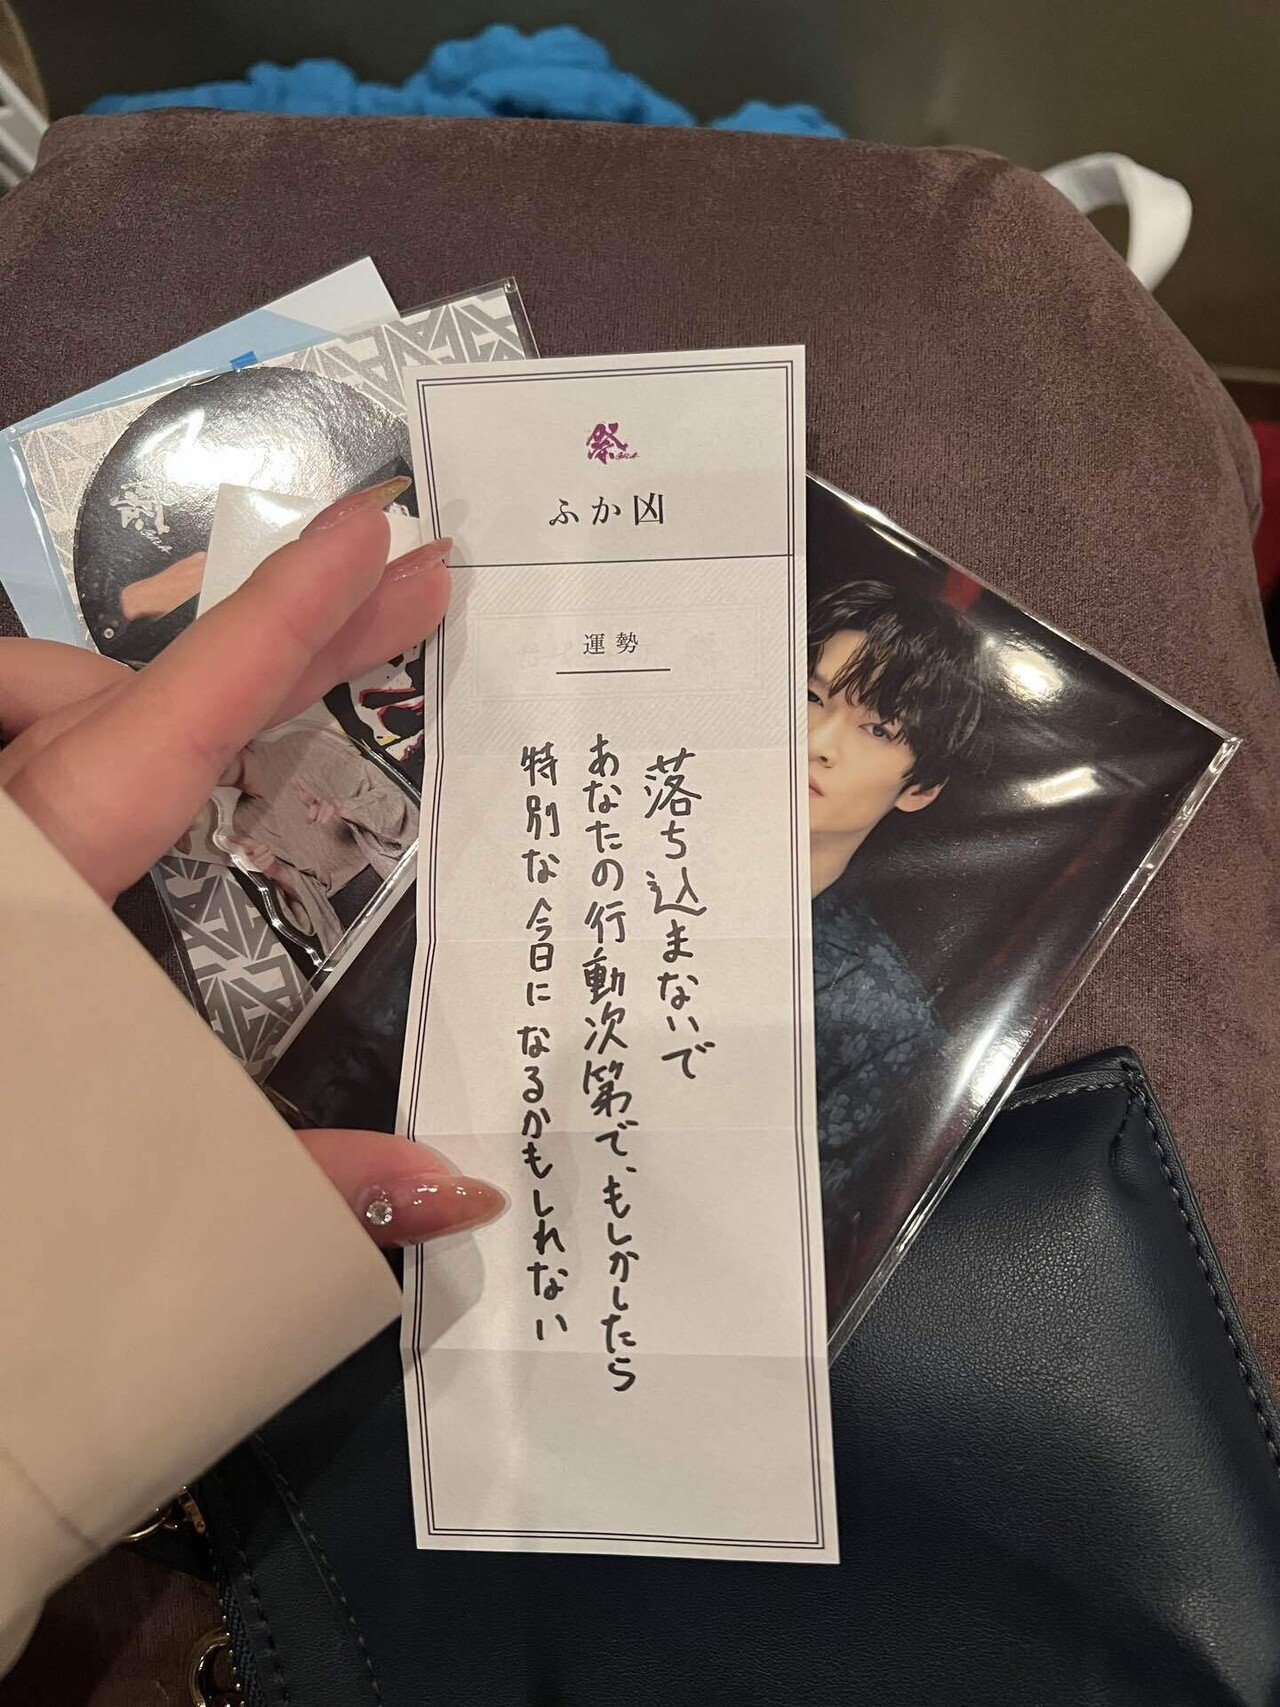 祭
ふか凶
運勢
落ち込まないで
あなたの行動次第で、もしかしたら
特別な今日になるかもしれない